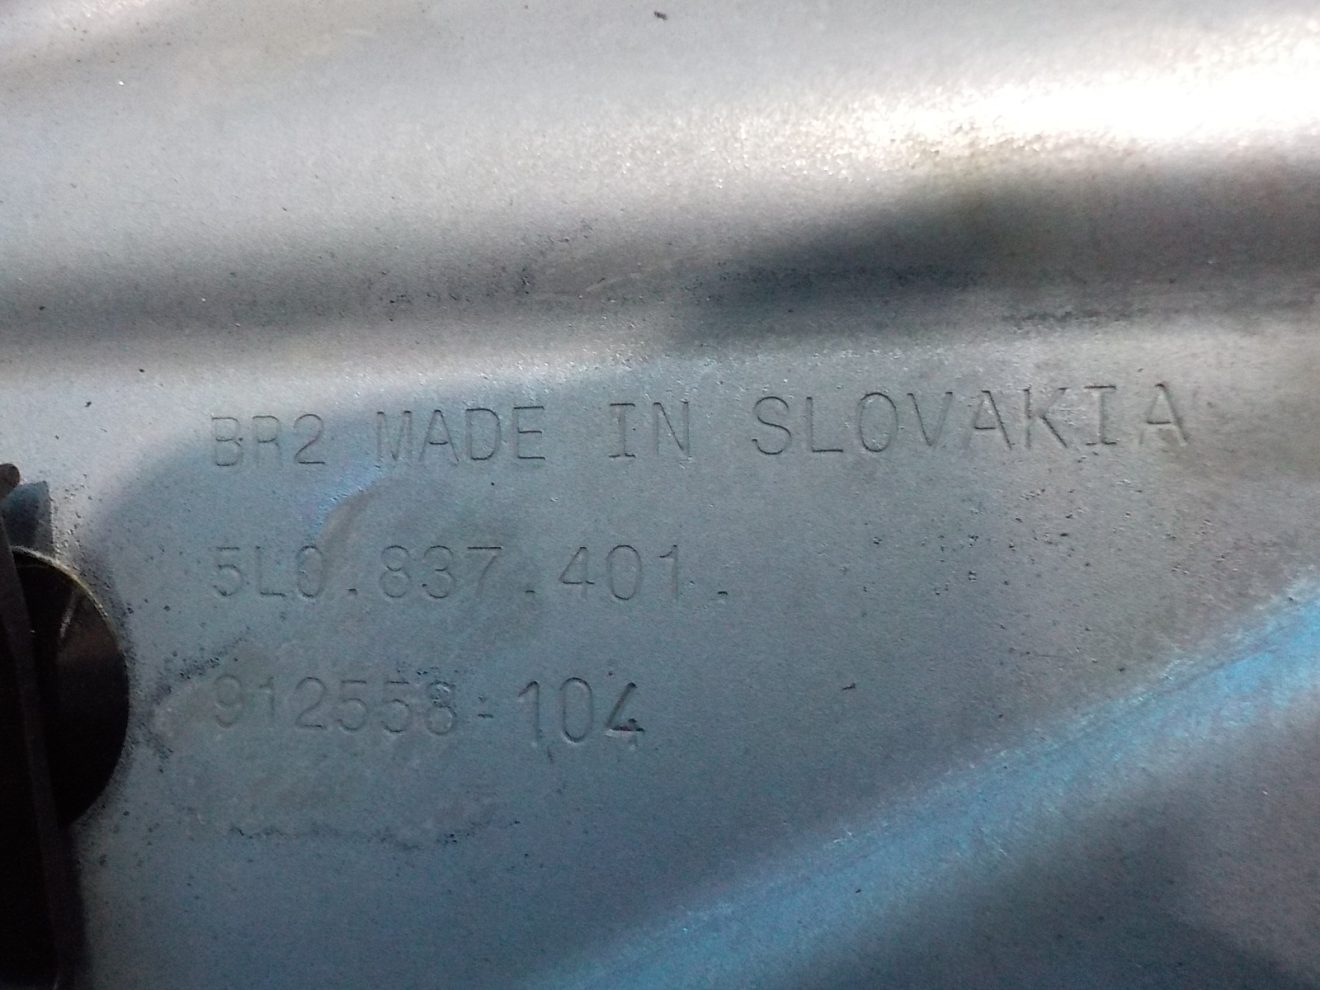 BR2 MADE IN SLOVAKIA
5L0.837.401.
912558-104